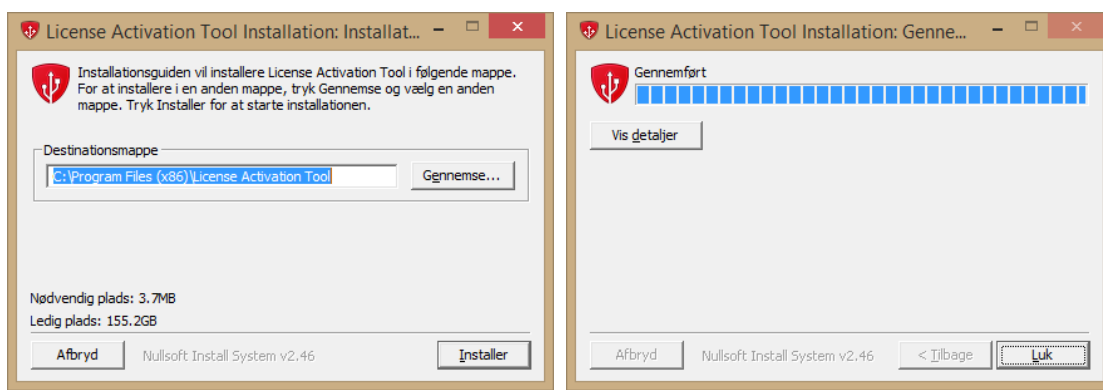 License Activation Tool Installation: Installat...
Installationsguiden vil installere License Activation Tool i følgende mappe.
For at installere i en anden mappe, tryk Gennemse og vælg en anden
mappe. Tryk Installer for at starte installationen.
Destinationsmappe
C:\Program Files (x86)\License Activation Tool
Gennemse...
Nødvendig plads: 3.7MB
Ledig plads: 155.2GB
Afbryd
Nullsoft Install System v2.46
Installer
License Activation Tool Installation: Genne...
Gennemført
Vis detaljer
Afbryd
Nullsoft Install System v2.46
< Tilbage
Luk